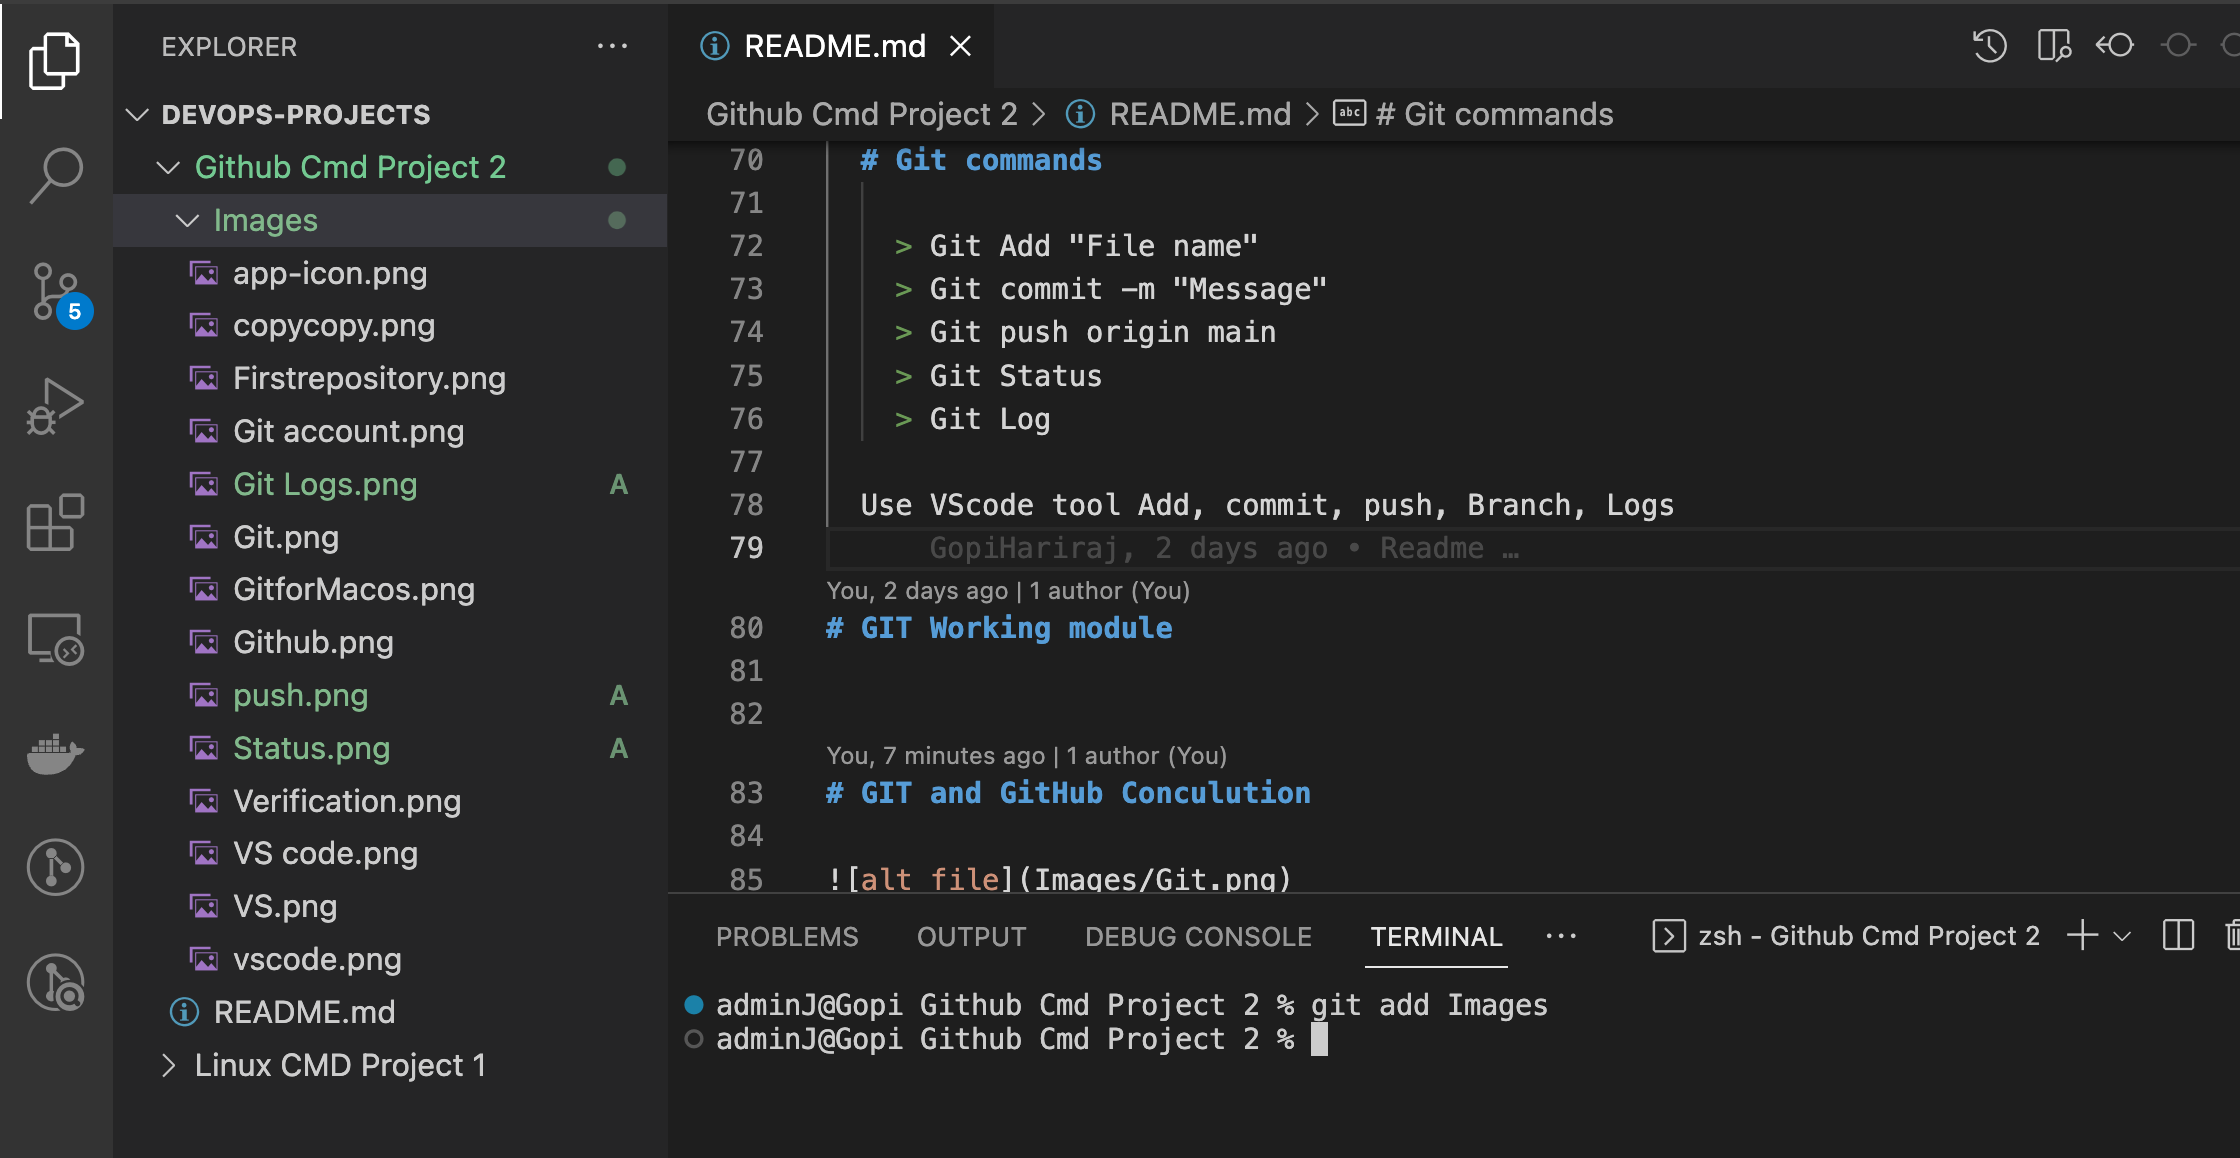 EXPLORER
DEVOPS-PROJECTS
Github Cmd Project 2
Images
app-icon.png
copycopy.png
Firstrepository.png
Git account.png
Git Logs.png A
Git.png
GitforMacos.png
Github.png
push.png A
Status.png A
Verification.png
VS code.png
VS.png
vscode.png
README.md
Linux CMD Project 1
5
README.md
Github Cmd Project 2 > README.md > abc # Git commands
70 # Git commands
71
72 > Git Add "File name"
73 > Git commit -m "Message"
74 > Git push origin main
75 > Git Status
76 > Git Log
77
78 Use VScode tool Add, commit, push, Branch, Logs
79 GopiHariraj, 2 days ago • Readme …
You, 2 days ago | 1 author (You)
80 # GIT Working module
81
82
You, 7 minutes ago | 1 author (You)
83 # GIT and GitHub Conculution
84
85 ![alt file](Images/Git.png)
PROBLEMS OUTPUT DEBUG CONSOLE TERMINAL ··· zsh - Github Cmd Project 2
adminJ@Gopi Github Cmd Project 2 % git add Images
adminJ@Gopi Github Cmd Project 2 %